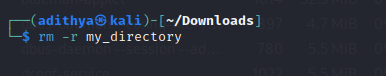 ┌──(adithya㉿kali)-[~/Downloads]
└─$ rm -r my_directory